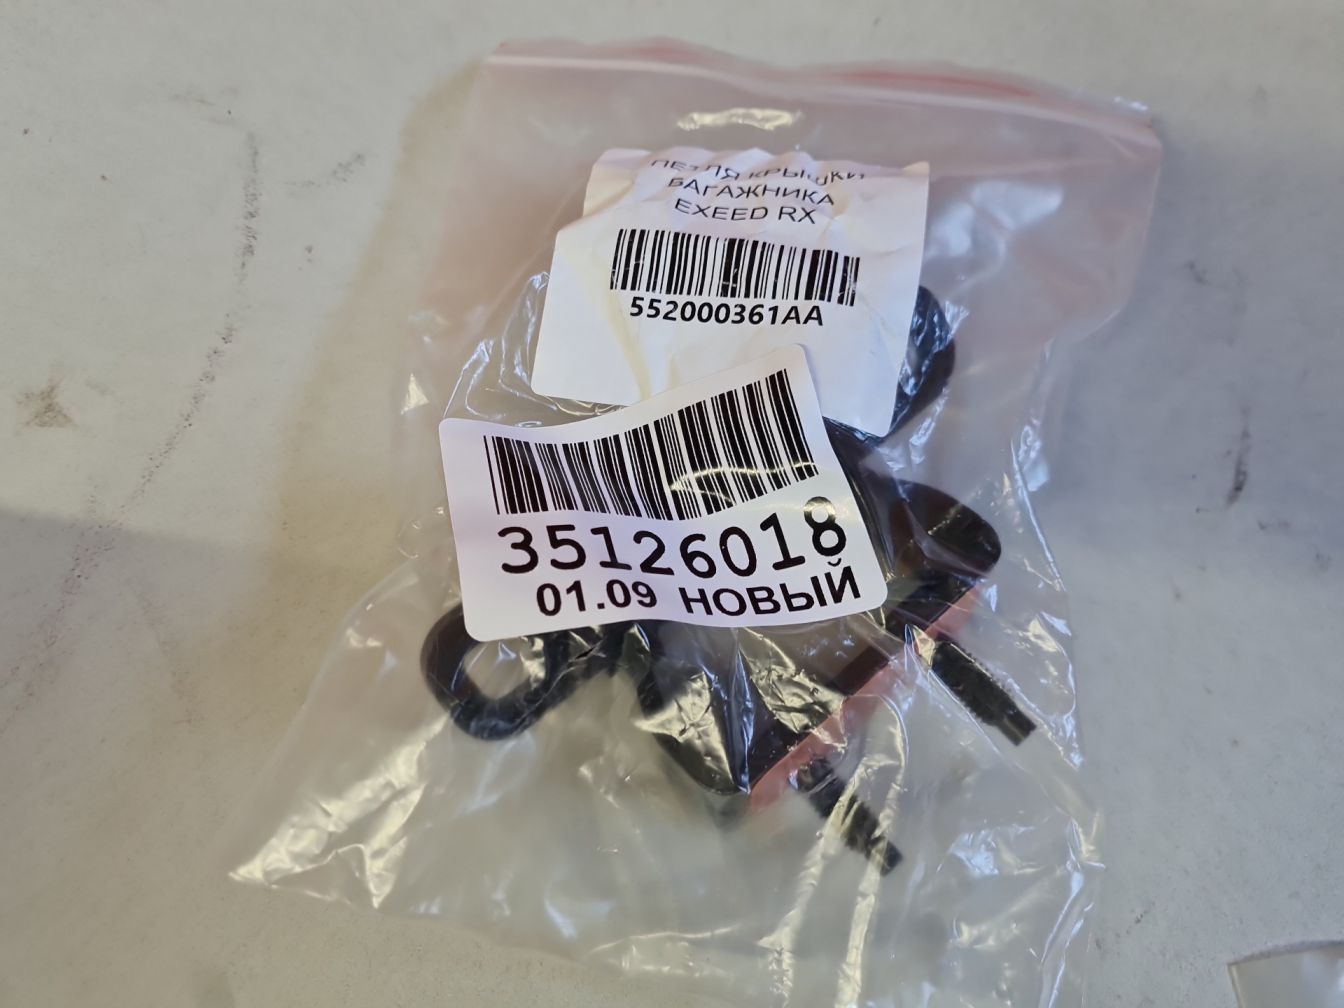 ПЕТЛЯ КРЫШКИ
БАГАЖНИКА
EXEED RX
552000361AA
35126018
01.09 НОВЫЙ